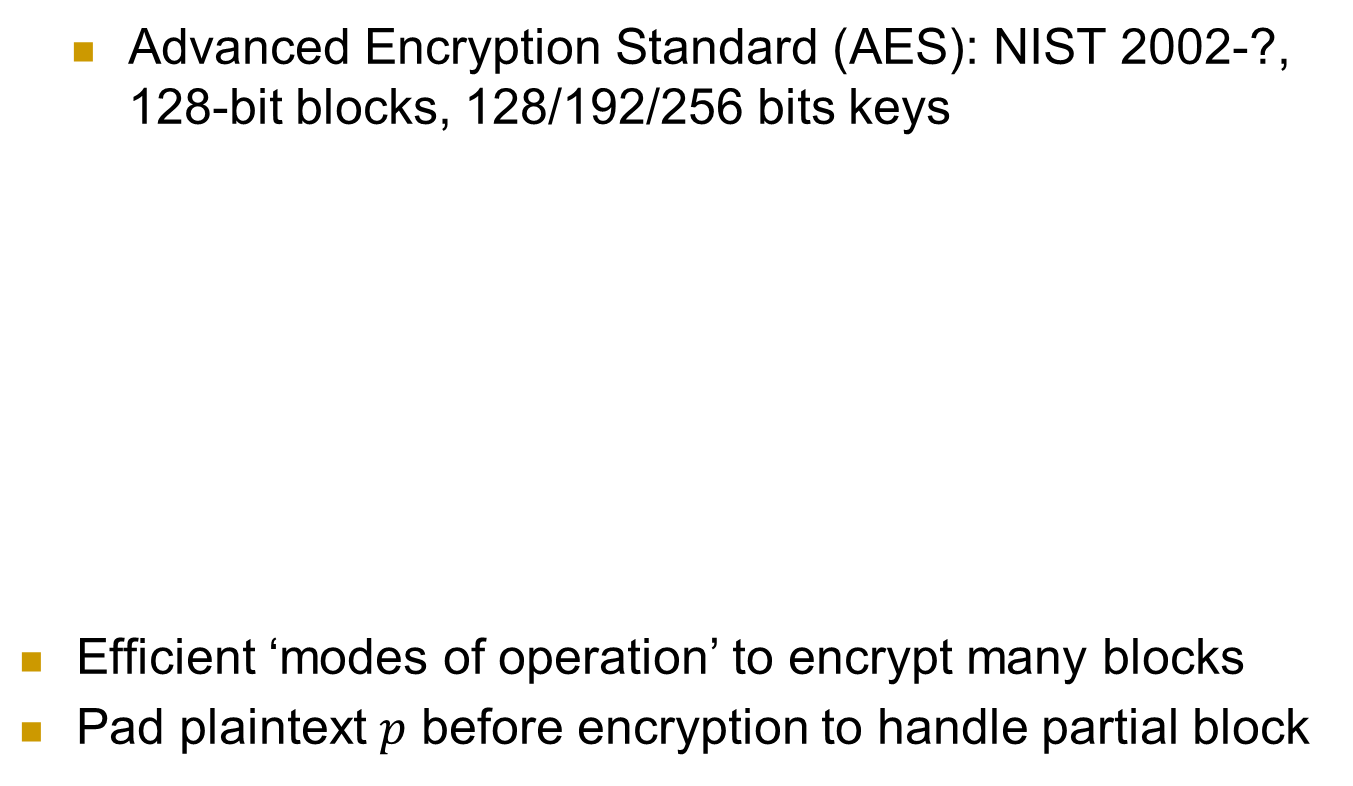 Advanced Encryption Standard (AES): NIST 2002-?,
128-bit blocks, 128/192/256 bits keys
Efficient ‘modes of operation’ to encrypt many blocks
Pad plaintext 𝑝 before encryption to handle partial block